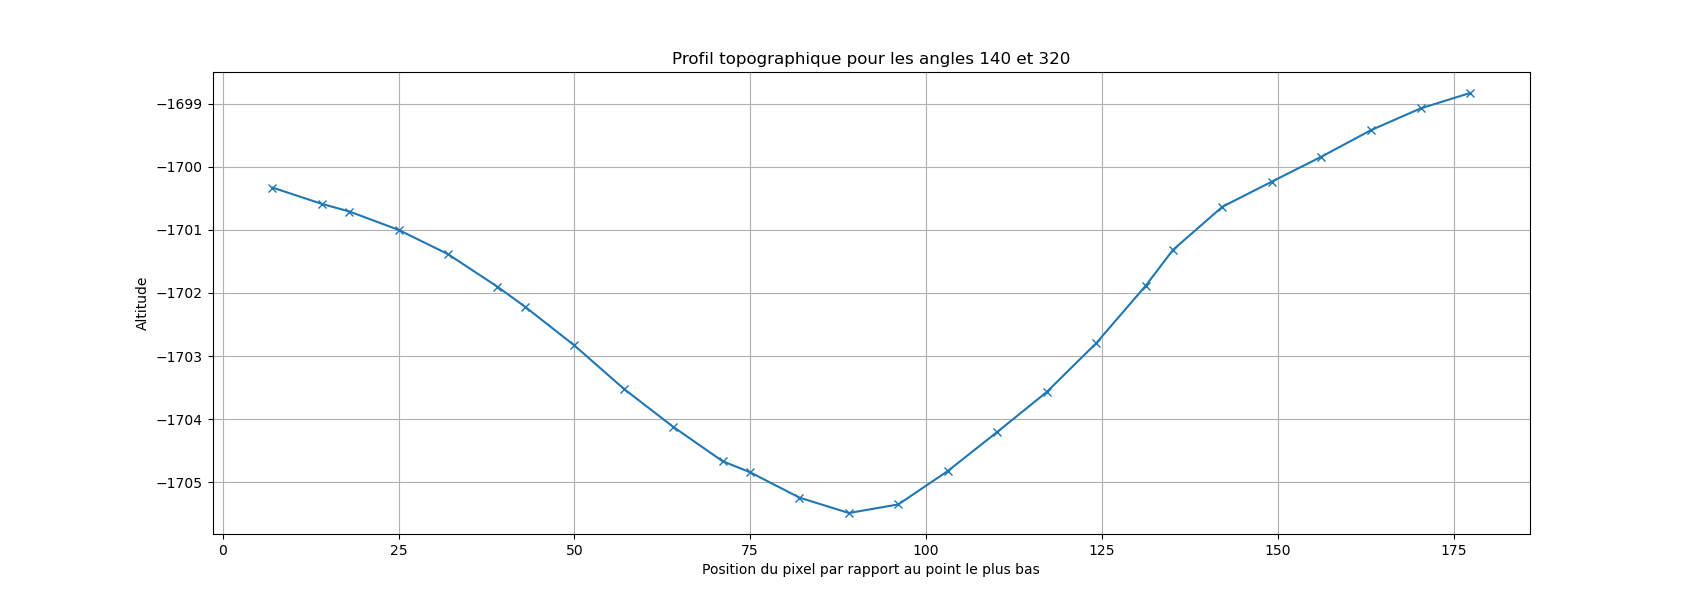 Profil topographique pour les angles 140 et 320
−1699
−1700
−1701
−1702
−1703
−1704
−1705
Altitude
0 25 50 75 100 125 150 175
Position du pixel par rapport au point le plus bas